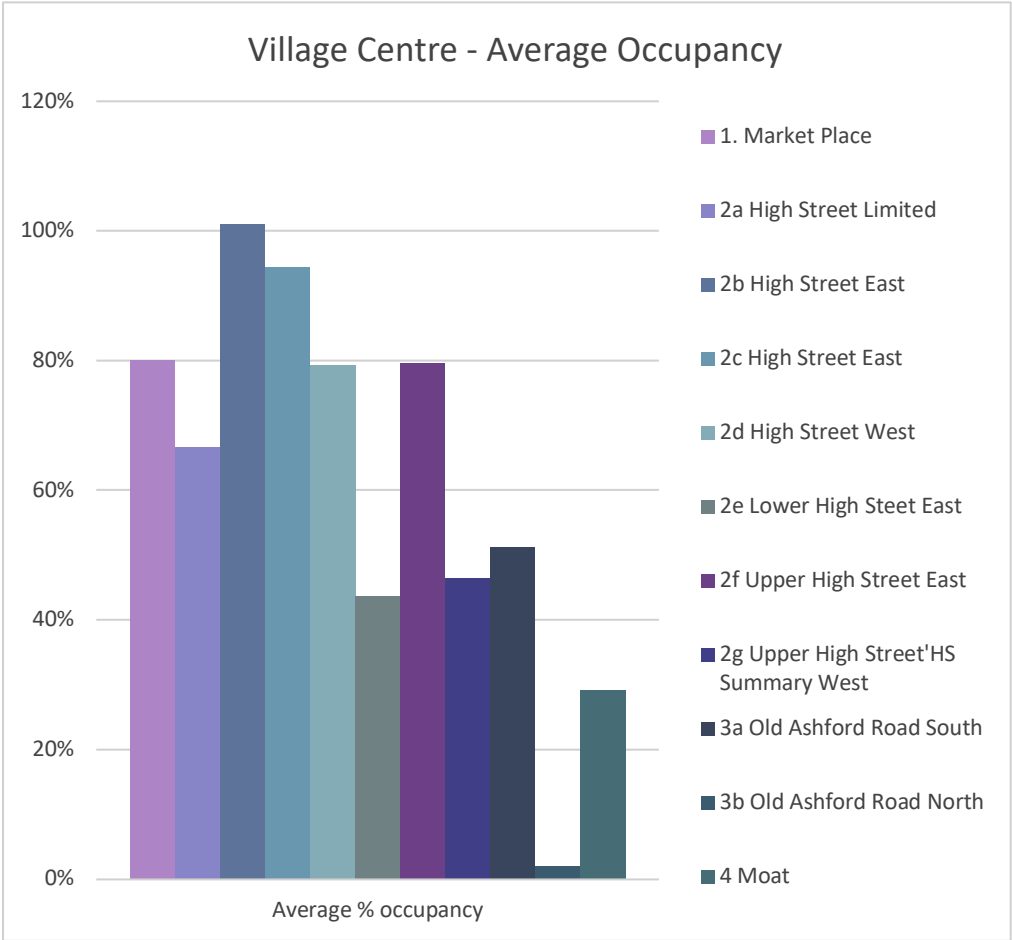 Village Centre - Average Occupancy
120%
100%
80%
60%
40%
20%
0%
Average % occupancy
1. Market Place
2a High Street Limited
2b High Street East
2c High Street East
2d High Street West
2e Lower High Steet East
2f Upper High Street East
2g Upper High Street'HS
Summary West
3a Old Ashford Road South
3b Old Ashford Road North
4 Moat